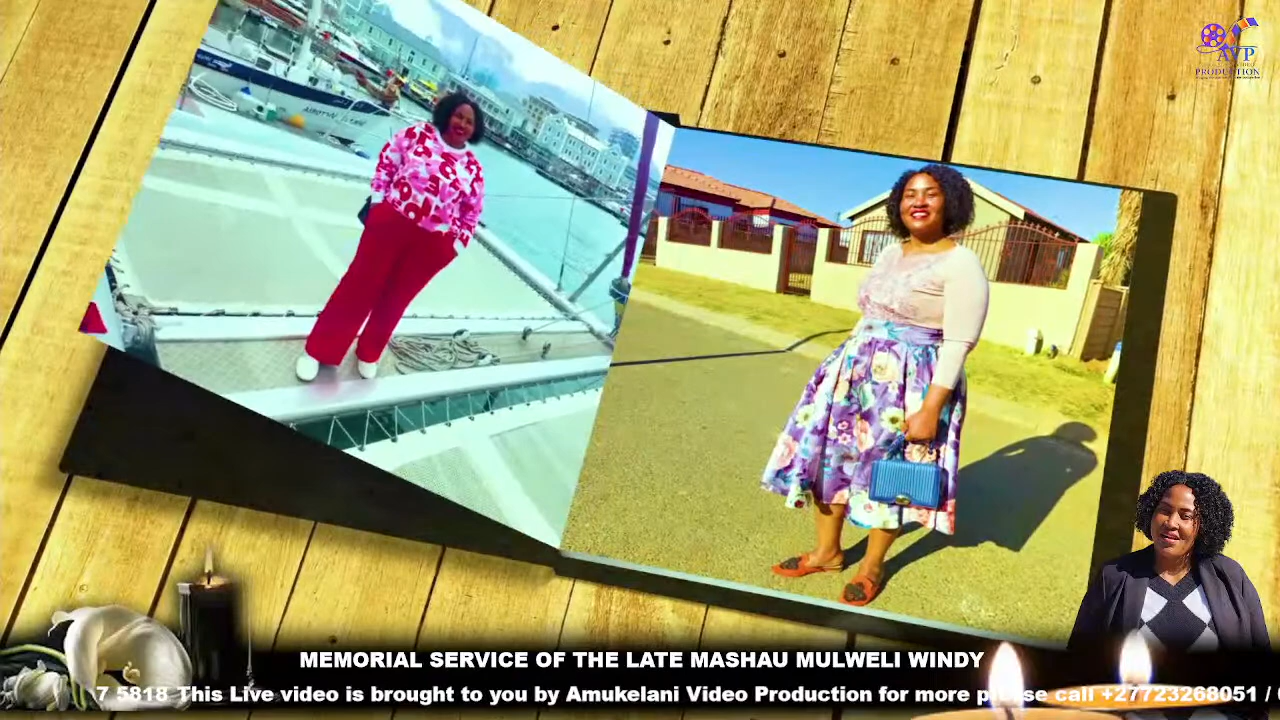 AVP
PRODUCTION
MEMORIAL SERVICE OF THE LATE MASHAU MULWELI WINDY
7 5818 This Live video is brought to you by Amukelani Video Production for more please call +27723268051 /